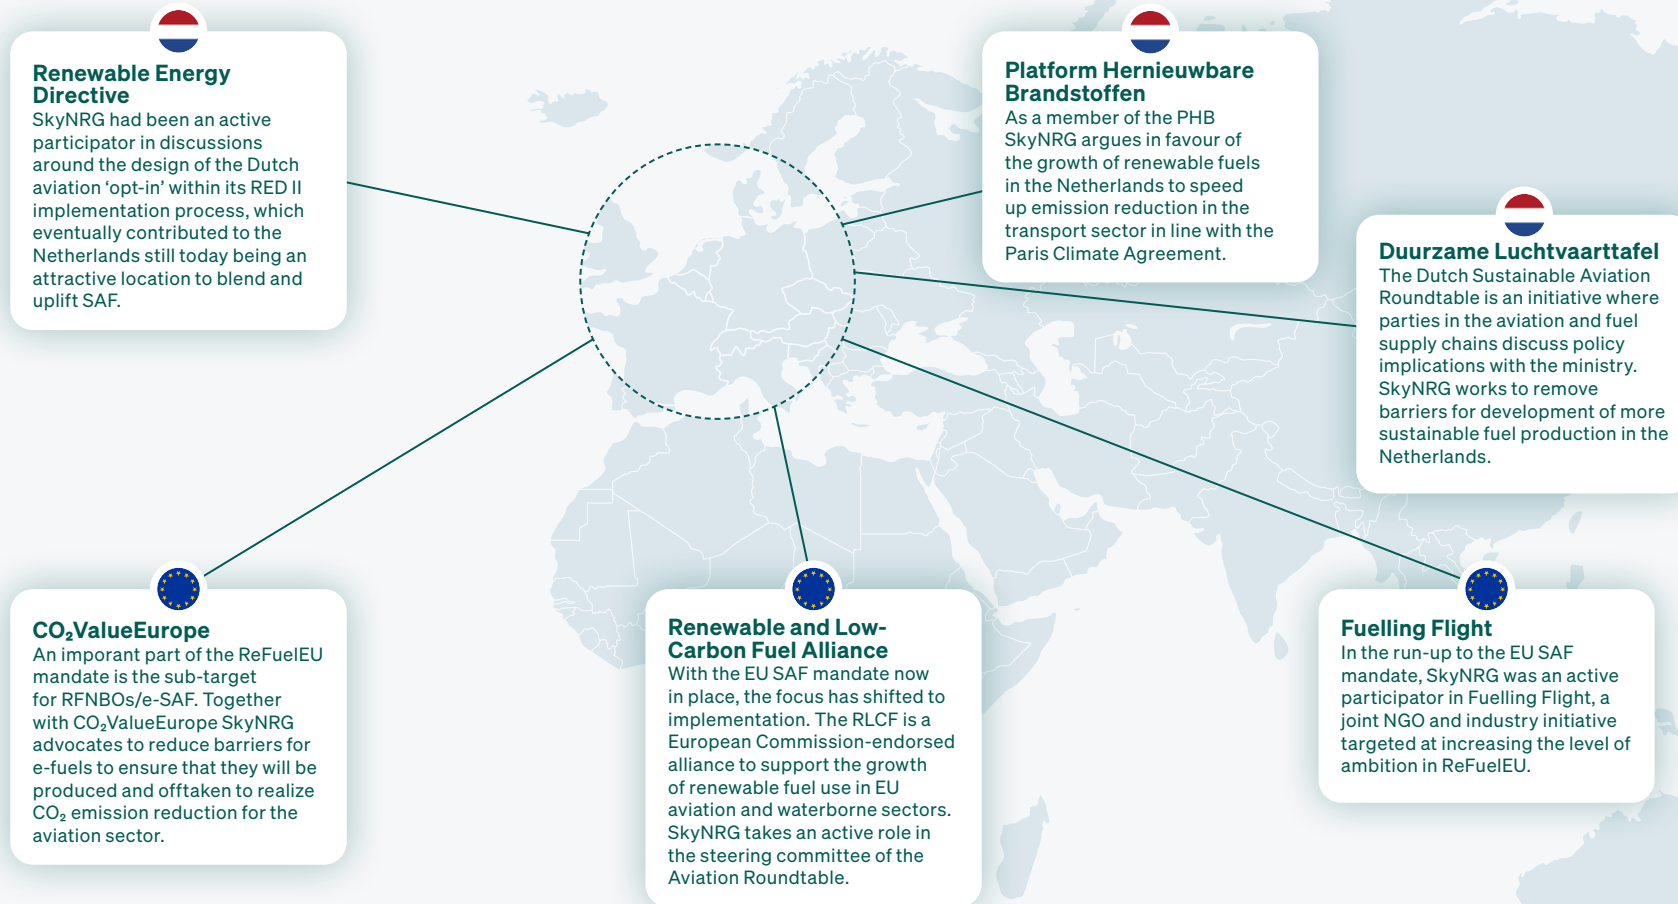 Renewable Energy
Directive
SkyNRG had been an active
participator in discussions
around the design of the Dutch
aviation ‘opt-in’ within its RED II
implementation process, which
eventually contributed to the
Netherlands still today being an
attractive location to blend and
uplift SAF.
Platform Hernieuwbare
Brandstoffen
As a member of the PHB
SkyNRG argues in favour of
the growth of renewable fuels
in the Netherlands to speed
up emission reduction in the
transport sector in line with the
Paris Climate Agreement.
Duurzame Luchtvaarttafel
The Dutch Sustainable Aviation
Roundtable is an initiative where
parties in the aviation and fuel
supply chains discuss policy
implications with the ministry.
SkyNRG works to remove
barriers for development of more
sustainable fuel production in the
Netherlands.
CO₂ValueEurope
An imporant part of the ReFuelEU
mandate is the sub-target
for RFNBOs/e-SAF. Together
with CO₂ValueEurope SkyNRG
advocates to reduce barriers for
e-fuels to ensure that they will be
produced and offtaken to realize
CO₂ emission reduction for the
aviation sector.
Renewable and Low-
Carbon Fuel Alliance
With the EU SAF mandate now
in place, the focus has shifted to
implementation. The RLCF is a
European Commission-endorsed
alliance to support the growth
of renewable fuel use in EU
aviation and waterborne sectors.
SkyNRG takes an active role in
the steering committee of the
Aviation Roundtable.
Fuelling Flight
In the run-up to the EU SAF
mandate, SkyNRG was an active
participator in Fuelling Flight, a
joint NGO and industry initiative
targeted at increasing the level of
ambition in ReFuelEU.